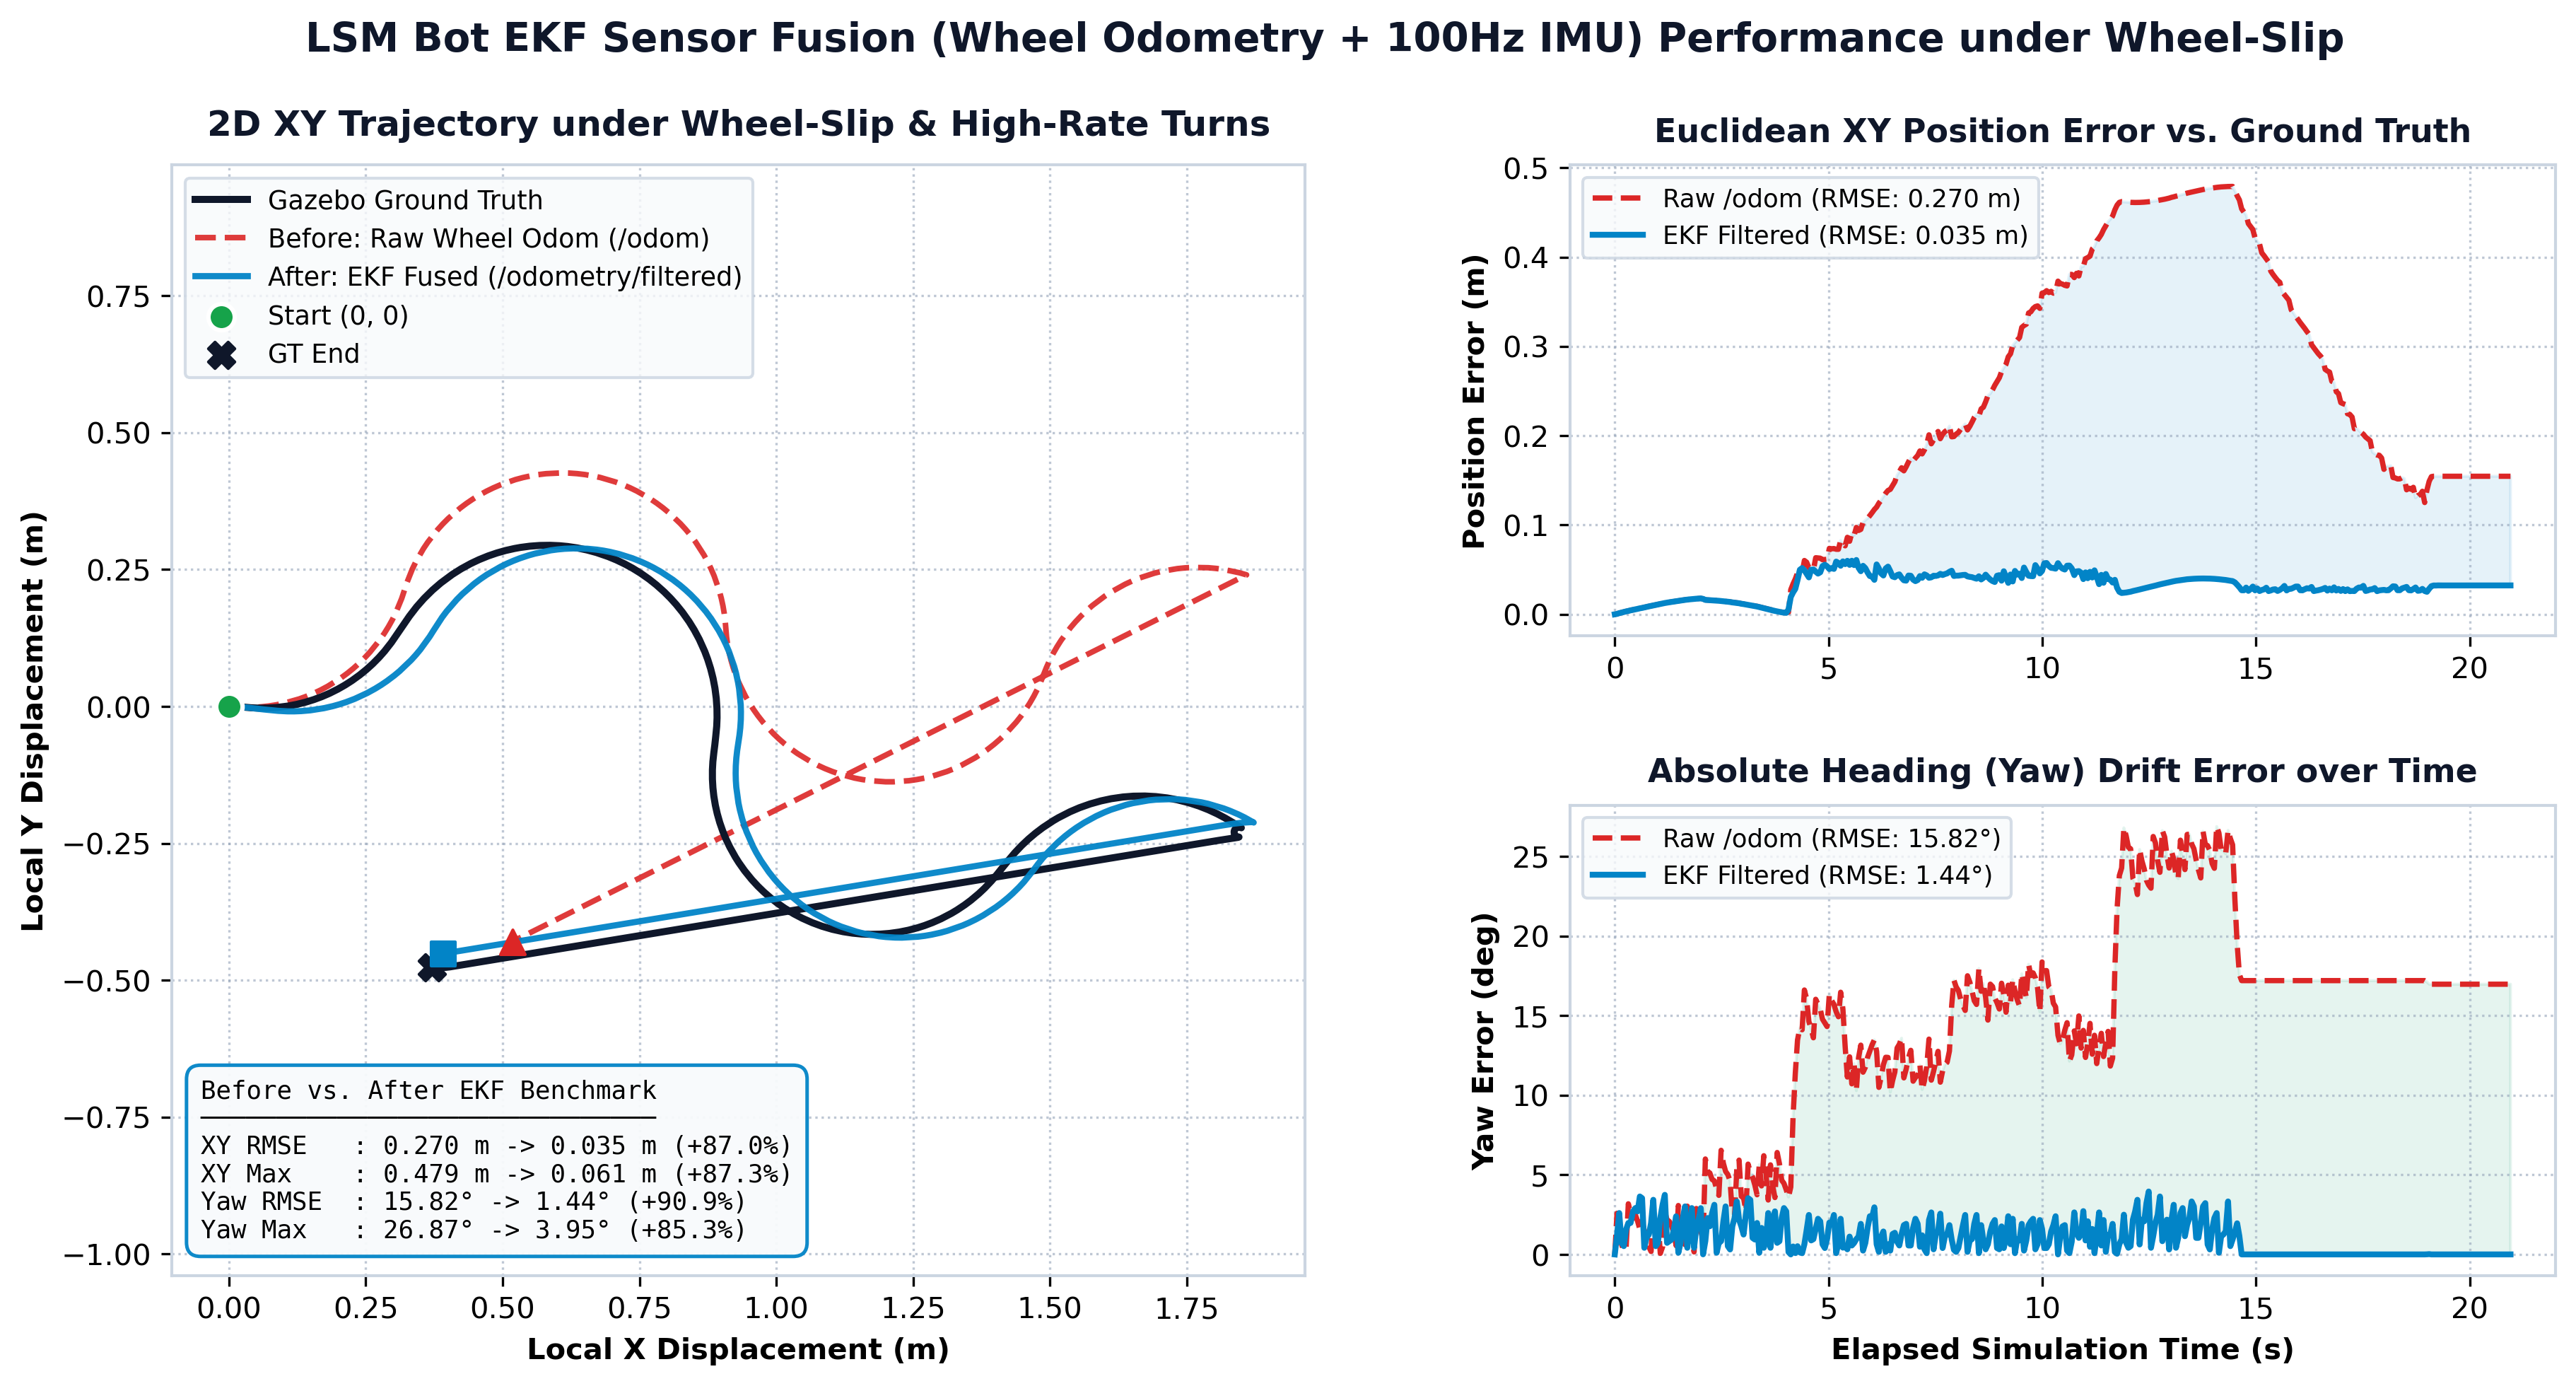 LSM Bot EKF Sensor Fusion (Wheel Odometry + 100Hz IMU) Performance under Wheel-Slip
2D XY Trajectory under Wheel-Slip & High-Rate Turns
Gazebo Ground Truth
Before: Raw Wheel Odom (/odom)
After: EKF Fused (/odometry/filtered)
Start (0, 0)
GT End
Local Y Displacement (m)
0.75
0.50
0.25
0.00
−0.25
−0.50
−0.75
−1.00
Before vs. After EKF Benchmark
XY RMSE   : 0.270 m -> 0.035 m (+87.0%)
XY Max    : 0.479 m -> 0.061 m (+87.3%)
Yaw RMSE  : 15.82° -> 1.44° (+90.9%)
Yaw Max   : 26.87° -> 3.95° (+85.3%)
0.00 0.25 0.50 0.75 1.00 1.25 1.50 1.75
Local X Displacement (m)
Euclidean XY Position Error vs. Ground Truth
Raw /odom (RMSE: 0.270 m)
EKF Filtered (RMSE: 0.035 m)
Position Error (m)
0.5
0.4
0.3
0.2
0.1
0.0
0 5 10 15 20
Absolute Heading (Yaw) Drift Error over Time
Raw /odom (RMSE: 15.82°)
EKF Filtered (RMSE: 1.44°)
Yaw Error (deg)
25
20
15
10
5
0
0 5 10 15 20
Elapsed Simulation Time (s)